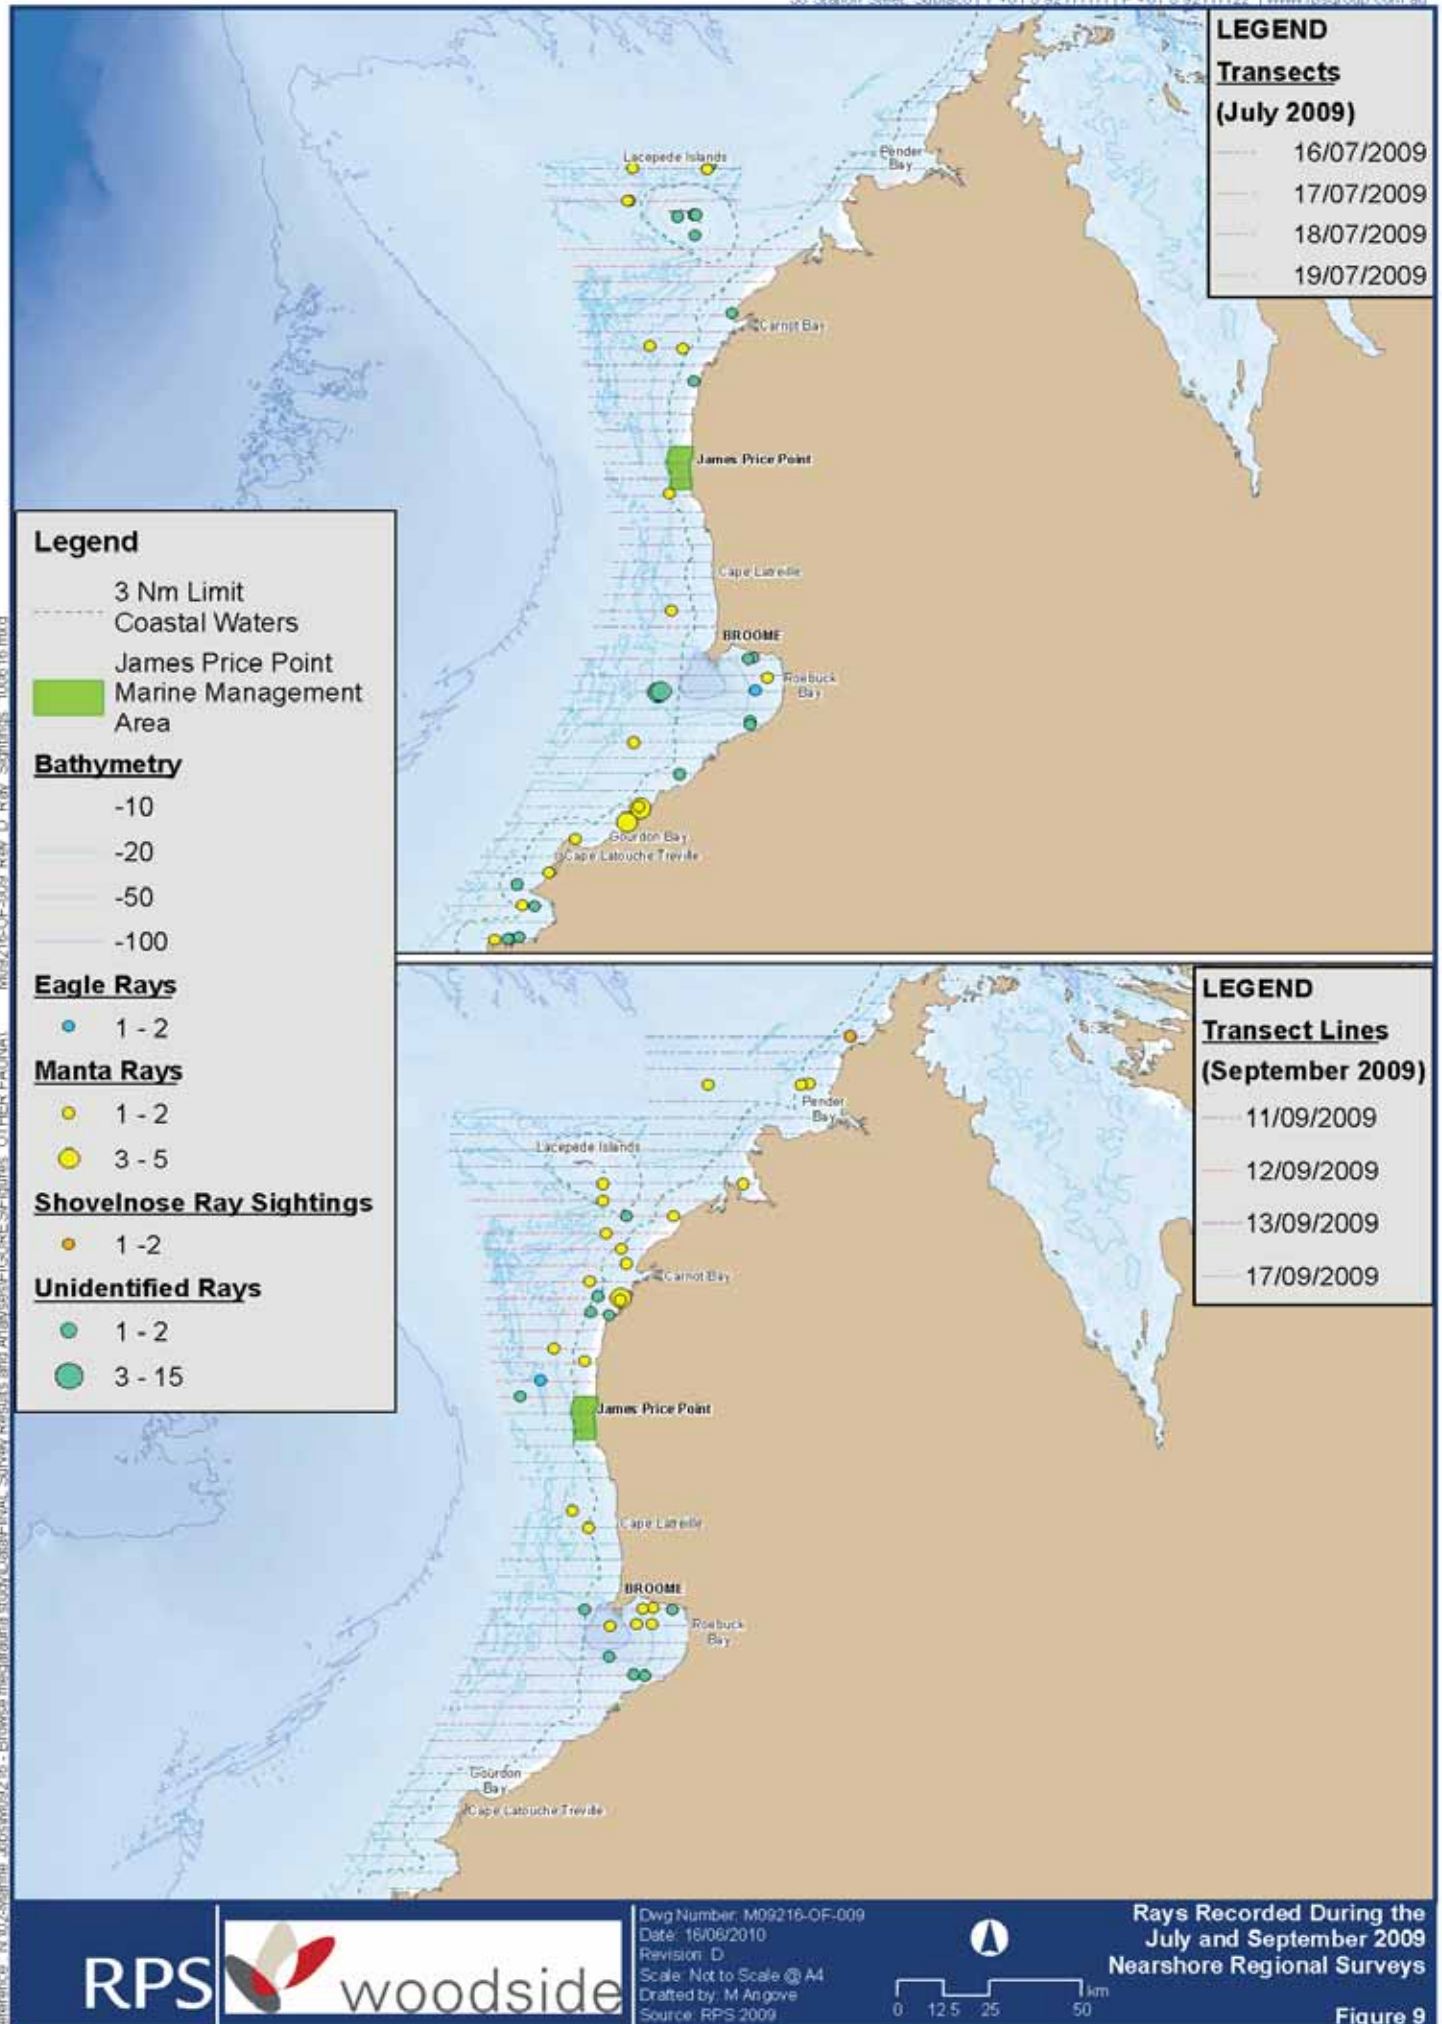 LEGEND
Transects
(July 2009)
16/07/2009
17/07/2009
18/07/2009
19/07/2009
Lacepede Islands
Pender
Bay
Carnot Bay
James Price Point
Cape Latreille
BROOME
Roebuck
Bay
Gourdon Bay
Cape Latouche Treville
Legend
3 Nm Limit
Coastal Waters
James Price Point
Marine Management
Area
Bathymetry
-10
-20
-50
-100
Eagle Rays
1 - 2
Manta Rays
1 - 2
3 - 5
Shovelnose Ray Sightings
1 -2
Unidentified Rays
1 - 2
3 - 15
LEGEND
Transect Lines
(September 2009)
11/09/2009
12/09/2009
13/09/2009
17/09/2009
Pender
Bay
Lacepede Islands
Carnot Bay
James Price Point
Cape Latreille
BROOME
Roebuck
Bay
Gourdon
Bay
Cape Latouche Treville
RPS
woodside
Dwg Number: M09216-OF-009
Date: 16/06/2010
Revision: D
Scale: Not to Scale @ A4
Drafted by: M Angove
Source: RPS 2009
km
0 12.5 25 50
Rays Recorded During the
July and September 2009
Nearshore Regional Surveys
Figure 9